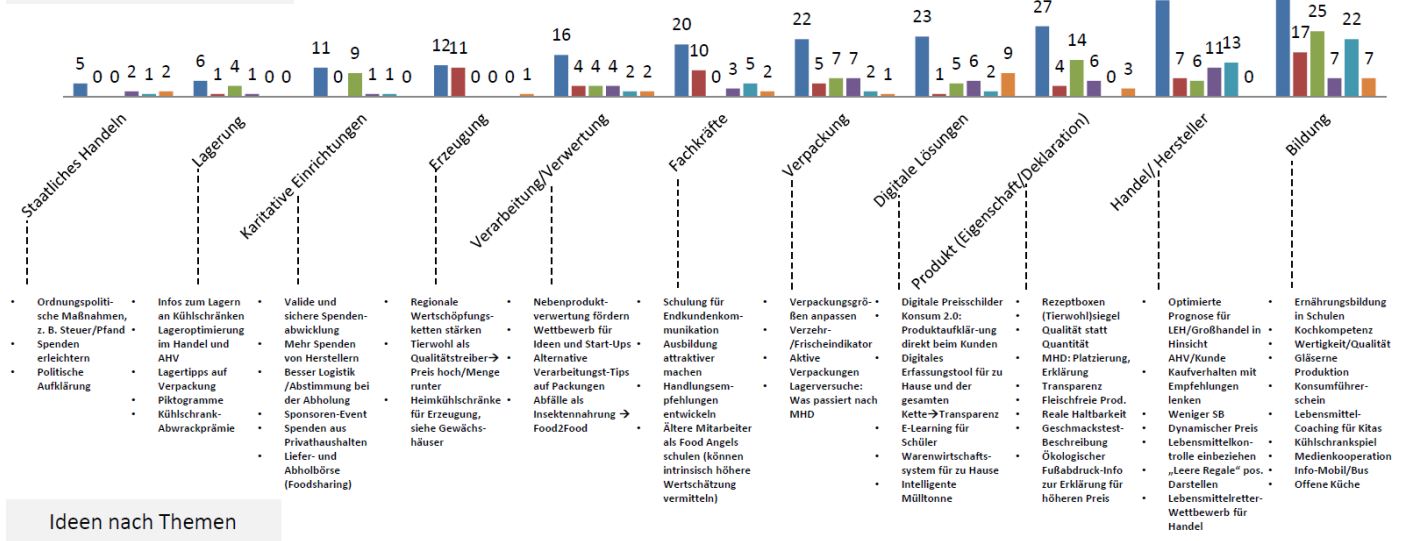 5 0 0 2 1 2
6 1 4 1 0 0
11 0 9 1 1 0
12 11 0 0 0 1
16 4 4 4 2 2
20 10 0 3 5 2
22 5 7 7 2 1
23 1 5 6 2 9
27 4 14 6 0 3
7 6 11 13 0
17 25 7 22 7
Staatliches Handeln
Lagerung
Karitative Einrichtungen
Erzeugung
Verarbeitung/Verwertung
Fachkräfte
Verpackung
Digitale Lösungen
Produkt (Eigenschaft/Deklaration)
Handel/ Hersteller
Bildung
• Ordnungspoliti-
sche Maßnahmen,
z. B. Steuer/Pfand
• Spenden
erleichtern
• Politische
Aufklärung
• Infos zum Lagern
an Kühlschränken
• Lageroptimierung
im Handel und
AHV
• Lagertipps auf
Verpackung
• Piktogramme
• Kühlschrank-
Abwrackprämie
• Valide und
sichere Spenden-
abwicklung
• Mehr Spenden
von Herstellern
• Besser Logistik
/Abstimmung bei
der Abholung
• Sponsoren-Event
• Spenden aus
Privathaushalten
• Liefer- und
Abholbörse
(Foodsharing)
• Regionale
Wertschöpfungs-
ketten stärken
• Tierwohl als
Qualitätstreiber→
Preis hoch/Menge
runter
• Heimkühlschränke
für Erzeugung,
siehe Gewächs-
häuser
• Nebenprodukt-
verwertung fördern
• Wettbewerb für
Ideen und Start-Ups
• Alternative
Verarbeitungst-Tips
auf Packungen
• Abfälle als
Insektennahrung →
Food2Food
• Schulung für
Endkundenkom-
munikation
• Ausbildung
attraktiver
machen
• Handlungsem-
pfehlungen
entwickeln
• Ältere Mitarbeiter
als Food Angels
schulen (können
intrinsisch höhere
Wertschätzung
vermitteln)
• Verpackungsgrö-
ßen anpassen
• Verzehr-
/Frischeindikator
• Aktive
Verpackungen
• Lagerversuche:
Was passiert nach
MHD
• Digitale Preisschilder
• Konsum 2.0:
Produktaufklär-ung
direkt beim Kunden
• Digitales
Erfassungstool für zu
Hause und der
gesamten
Kette→Transparenz
• E-Learning für
Schüler
• Warenwirtschafts-
system für zu Hause
• Intelligente
Mülltonne
• Rezeptboxen
• (Tierwohl)siegel
• Qualität statt
Quantität
• MHD: Platzierung,
Erklärung
• Transparenz
• Fleischfreie Prod.
• Reale Haltbarkeit
• Geschmackstest-
Beschreibung
• Ökologischer
Fußabdruck-Info
zur Erklärung für
höheren Preis
• Optimierte
Prognose für
LEH/Großhandel in
Hinsicht
AHV/Kunde
• Kaufverhalten mit
Empfehlungen
lenken
• Weniger SB
• Dynamischer Preis
• Lebensmittelkon-
trolle einbeziehen
• „Leere Regale“ pos.
Darstellen
• Lebensmittelretter-
Wettbewerb für
Handel
• Ernährungsbildung
in Schulen
• Kochkompetenz
• Wertigkeit/Qualität
• Gläserne
Produktion
• Konsumführer-
schein
• Lebensmittel-
Coaching für Kitas
• Kühlschrankspiel
• Medienkooperation
• Info-Mobil/Bus
• Offene Küche
Ideen nach Themen